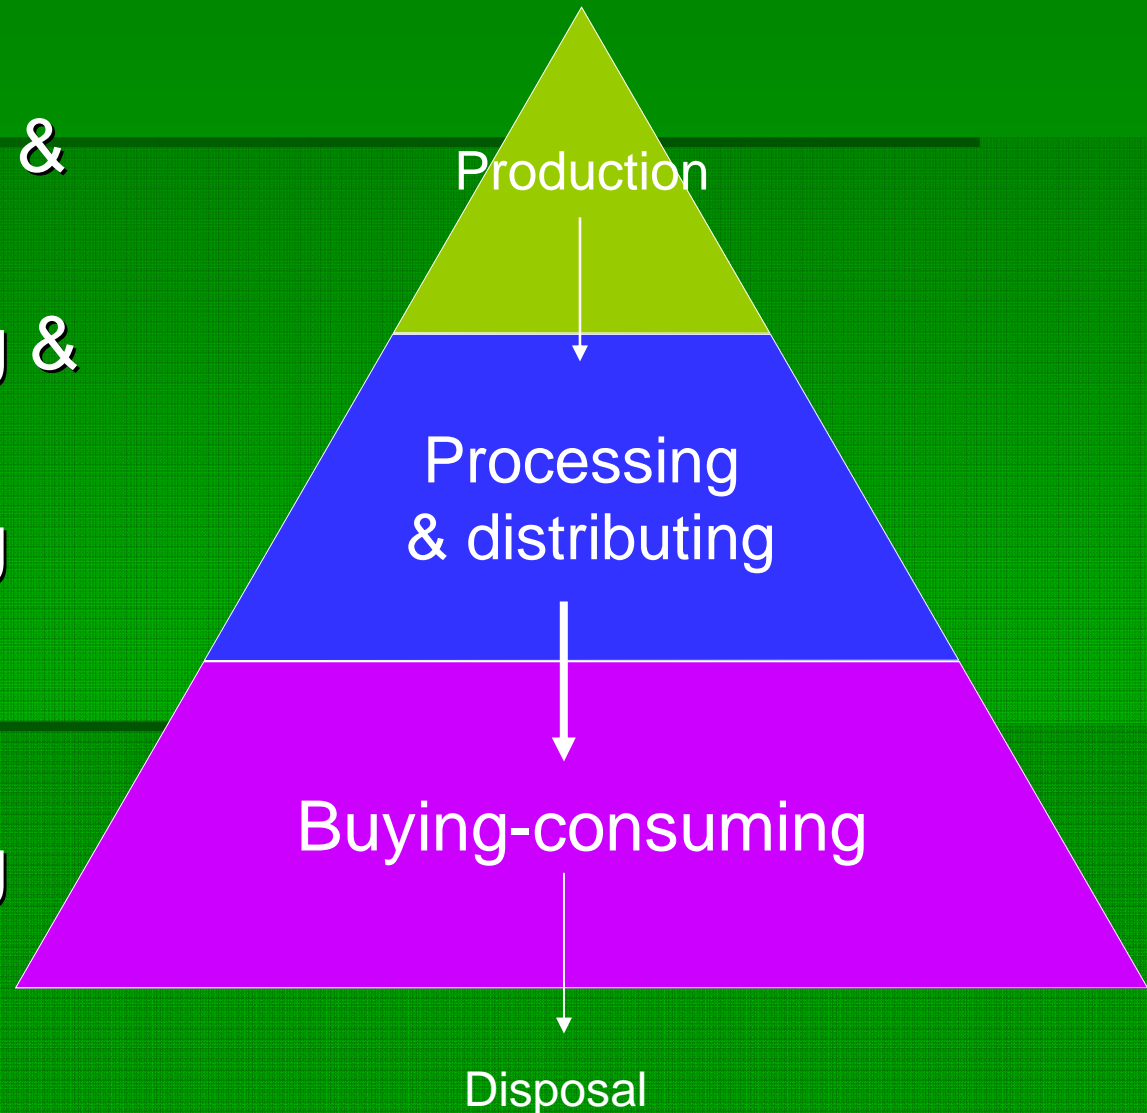 &
Production
g &
Processing
& distributing
g
Buying-consuming
g
Disposal